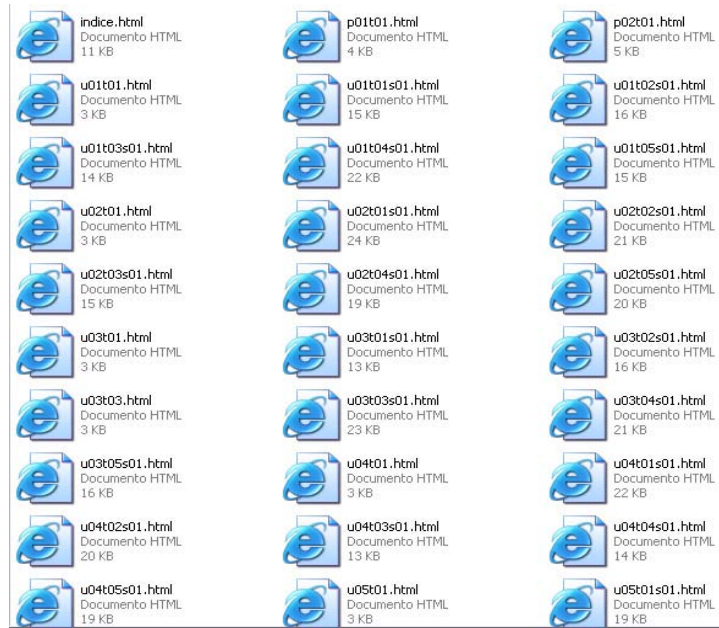 indice.html
Documento HTML
11 KB
p01t01.html
Documento HTML
4 KB
p02t01.html
Documento HTML
5 KB
u01t01.html
Documento HTML
3 KB
u01t01s01.html
Documento HTML
15 KB
u01t02s01.html
Documento HTML
16 KB
u01t03s01.html
Documento HTML
14 KB
u01t04s01.html
Documento HTML
22 KB
u01t05s01.html
Documento HTML
15 KB
u02t01.html
Documento HTML
3 KB
u02t01s01.html
Documento HTML
24 KB
u02t02s01.html
Documento HTML
21 KB
u02t03s01.html
Documento HTML
15 KB
u02t04s01.html
Documento HTML
19 KB
u02t05s01.html
Documento HTML
20 KB
u03t01.html
Documento HTML
3 KB
u03t01s01.html
Documento HTML
13 KB
u03t02s01.html
Documento HTML
16 KB
u03t03.html
Documento HTML
3 KB
u03t03s01.html
Documento HTML
23 KB
u03t04s01.html
Documento HTML
21 KB
u03t05s01.html
Documento HTML
16 KB
u04t01.html
Documento HTML
3 KB
u04t01s01.html
Documento HTML
22 KB
u04t02s01.html
Documento HTML
20 KB
u04t03s01.html
Documento HTML
13 KB
u04t04s01.html
Documento HTML
14 KB
u04t05s01.html
Documento HTML
19 KB
u05t01.html
Documento HTML
3 KB
u05t01s01.html
Documento HTML
19 KB